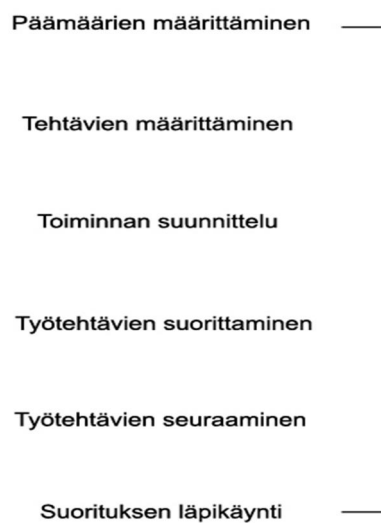 Päämäärien määrittäminen
Tehtävien määrittäminen
Toiminnan suunnittelu
Työtehtävien suorittaminen
Työtehtävien seuraaminen
Suorituksen läpikäynti